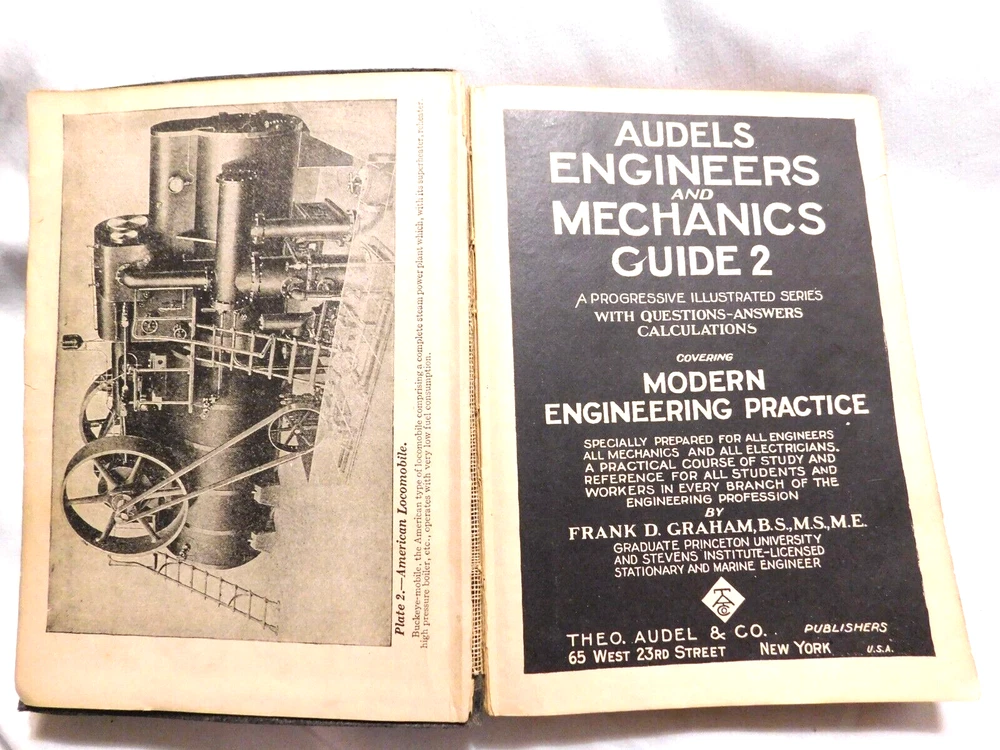 Plate 2.—American Locomobile.
Buckeye-mobile, the American type of locomobile comprising a complete steam power plant which, with its superheater, reheater,
high pressure boiler, etc., operates with very low fuel consumption.
AUDELS
ENGINEERS
AND
MECHANICS
GUIDE 2
A PROGRESSIVE ILLUSTRATED SERIES
WITH QUESTIONS-ANSWERS
CALCULATIONS
COVERING
MODERN
ENGINEERING PRACTICE
SPECIALLY PREPARED FOR ALL ENGINEERS
ALL MECHANICS AND ALL ELECTRICIANS.
A PRACTICAL COURSE OF STUDY AND
REFERENCE FOR ALL STUDENTS AND
WORKERS IN EVERY BRANCH OF THE
ENGINEERING PROFESSION
BY
FRANK D. GRAHAM, B.S., M.S., M.E.
GRADUATE PRINCETON UNIVERSITY
AND STEVENS INSTITUTE-LICENSED
STATIONARY AND MARINE ENGINEER
TACo
THEO. AUDEL & CO. PUBLISHERS
65 WEST 23RD STREET NEW YORK U.S.A.